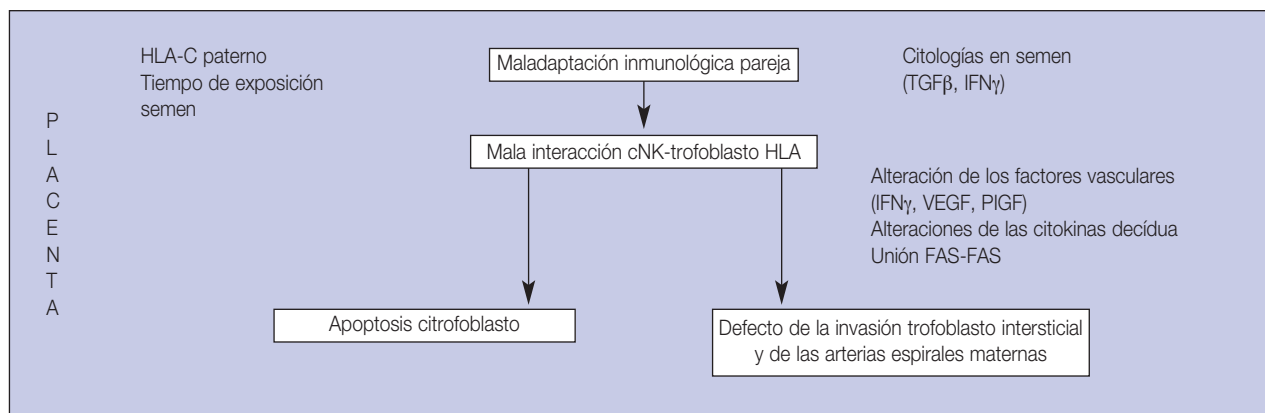 HLA-C paterno
Tiempo de exposición
semen
Maladaptación inmunológica pareja
Citologías en semen
(TGFβ, IFNγ)
PLACENTA
Mala interacción cNK-trofoblasto HLA
Alteración de los factores vasculares
(IFNγ, VEGF, PIGF)
Alteraciones de las citokinas decídua
Unión FAS-FAS
Apoptosis citrofoblasto
Defecto de la invasión trofoblasto intersticial
y de las arterias espirales maternas